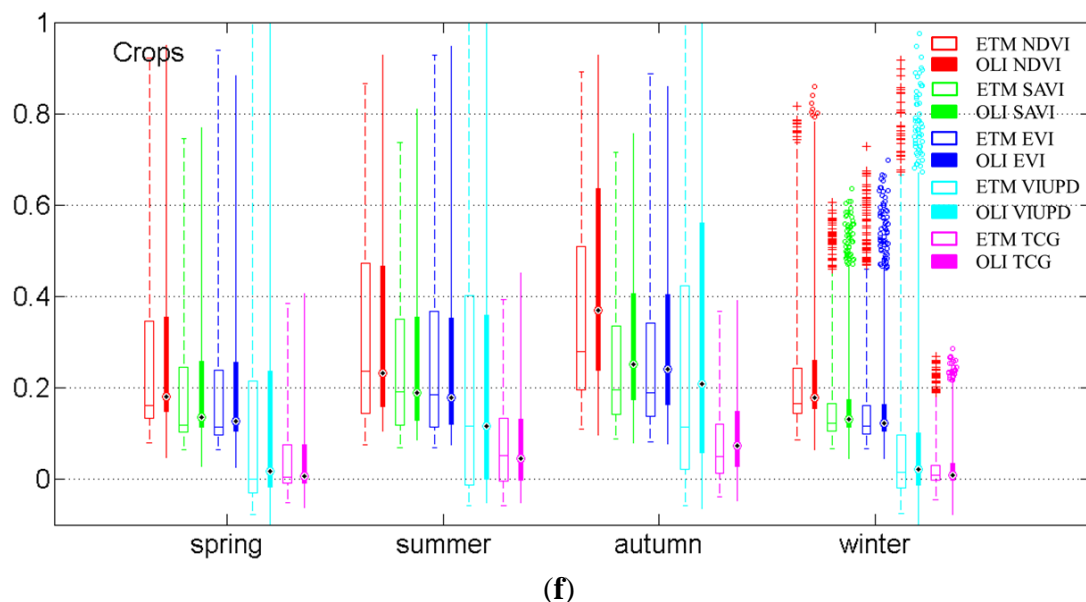 1
Crops
ETM NDVI
OLI NDVI
ETM SAVI
OLI SAVI
ETM EVI
OLI EVI
ETM VIUPD
OLI VIUPD
ETM TCG
OLI TCG
0.8
0.6
0.4
0.2
0
spring summer autumn winter
(f)